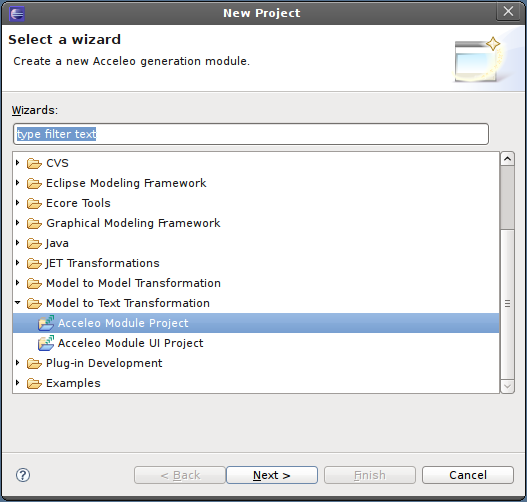 New Project
Select a wizard
Create a new Acceleo generation module.
Wizards:
type filter text
CVS
Eclipse Modeling Framework
Ecore Tools
Graphical Modeling Framework
Java
JET Transformations
Model to Model Transformation
Model to Text Transformation
Acceleo Module Project
Acceleo Module UI Project
Plug-in Development
Examples
? < Back Next > Finish Cancel